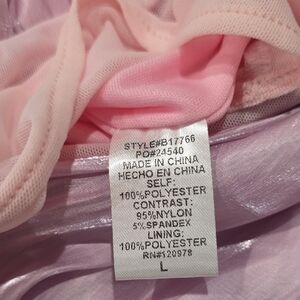 STYLE#B17766
PO#24540
MADE IN CHINA
HECHO EN CHINA
SELF:
100%POLYESTER
CONTRAST:
95%NYLON
5%SPANDEX
LINING:
100%POLYESTER
RN#120978
L